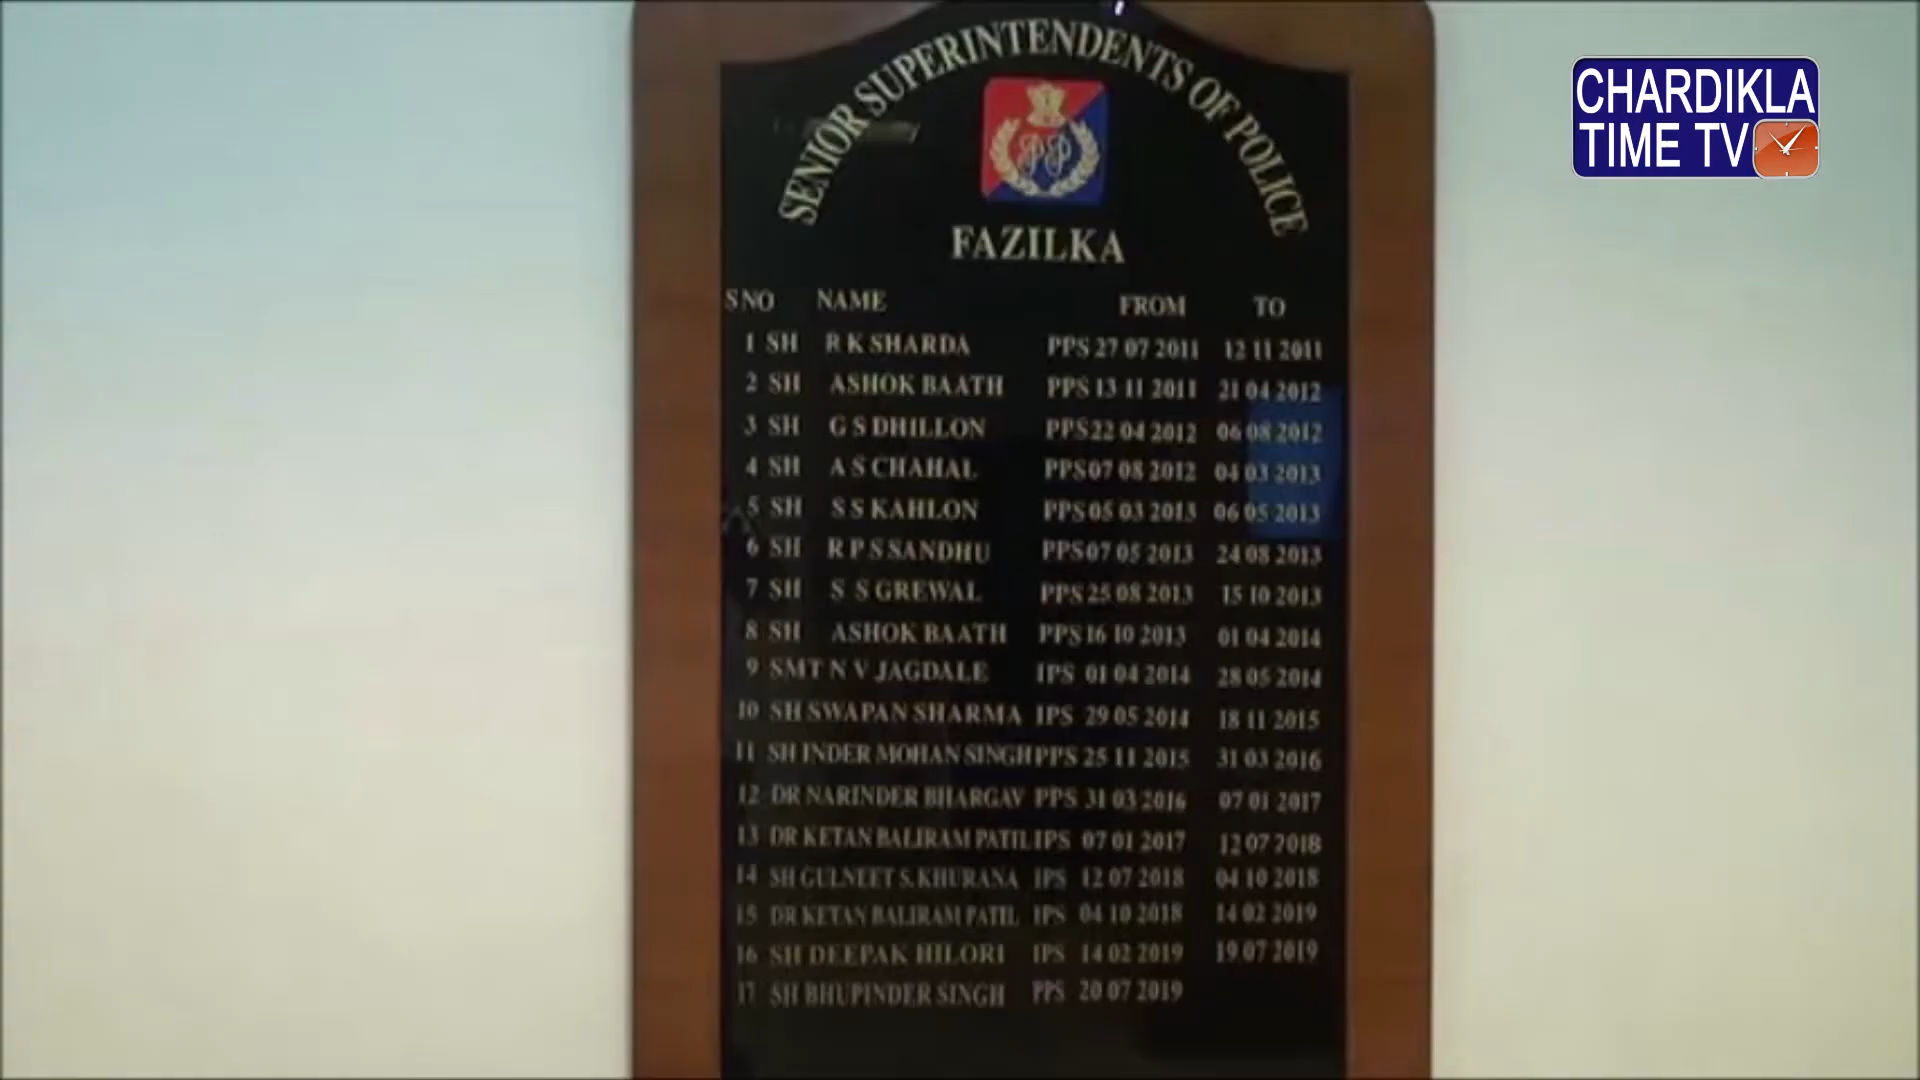 SENIOR SUPERINTENDENTS OF POLICE
PP
FAZILKA
S NO NAME FROM TO
1 SH R K SHARDA PPS 27 07 2011 12 11 2011
2 SH ASHOK BAATH PPS 13 11 2011 21 04 2012
3 SH G S DHILLON PPS 22 04 2012 06 08 2012
4 SH A S CHAHAL PPS 07 08 2012 04 03 2013
5 SH S S KAHLON PPS 05 03 2013 06 05 2013
6 SH R P S SANDHU PPS 07 05 2013 24 08 2013
7 SH S S GREWAL PPS 25 08 2013 15 10 2013
8 SH ASHOK BAATH PPS 16 10 2013 01 04 2014
9 SMT N V JAGDALE IPS 01 04 2014 28 05 2014
10 SH SWAPAN SHARMA IPS 29 05 2014 18 11 2015
11 SH INDER MOHAN SINGH PPS 25 11 2015 31 03 2016
12 DR NARINDER BHARGAV PPS 31 03 2016 07 01 2017
13 DR KETAN BALIRAM PATIL IPS 07 01 2017 12 07 2018
14 SH GULNEET S. KHURANA IPS 12 07 2018 04 10 2018
15 DR KETAN BALIRAM PATIL IPS 04 10 2018 14 02 2019
16 SH DEEPAK HILORI IPS 14 02 2019 19 07 2019
17 SH BHUPINDER SINGH PPS 20 07 2019
CHARDIKLA
TIME TV